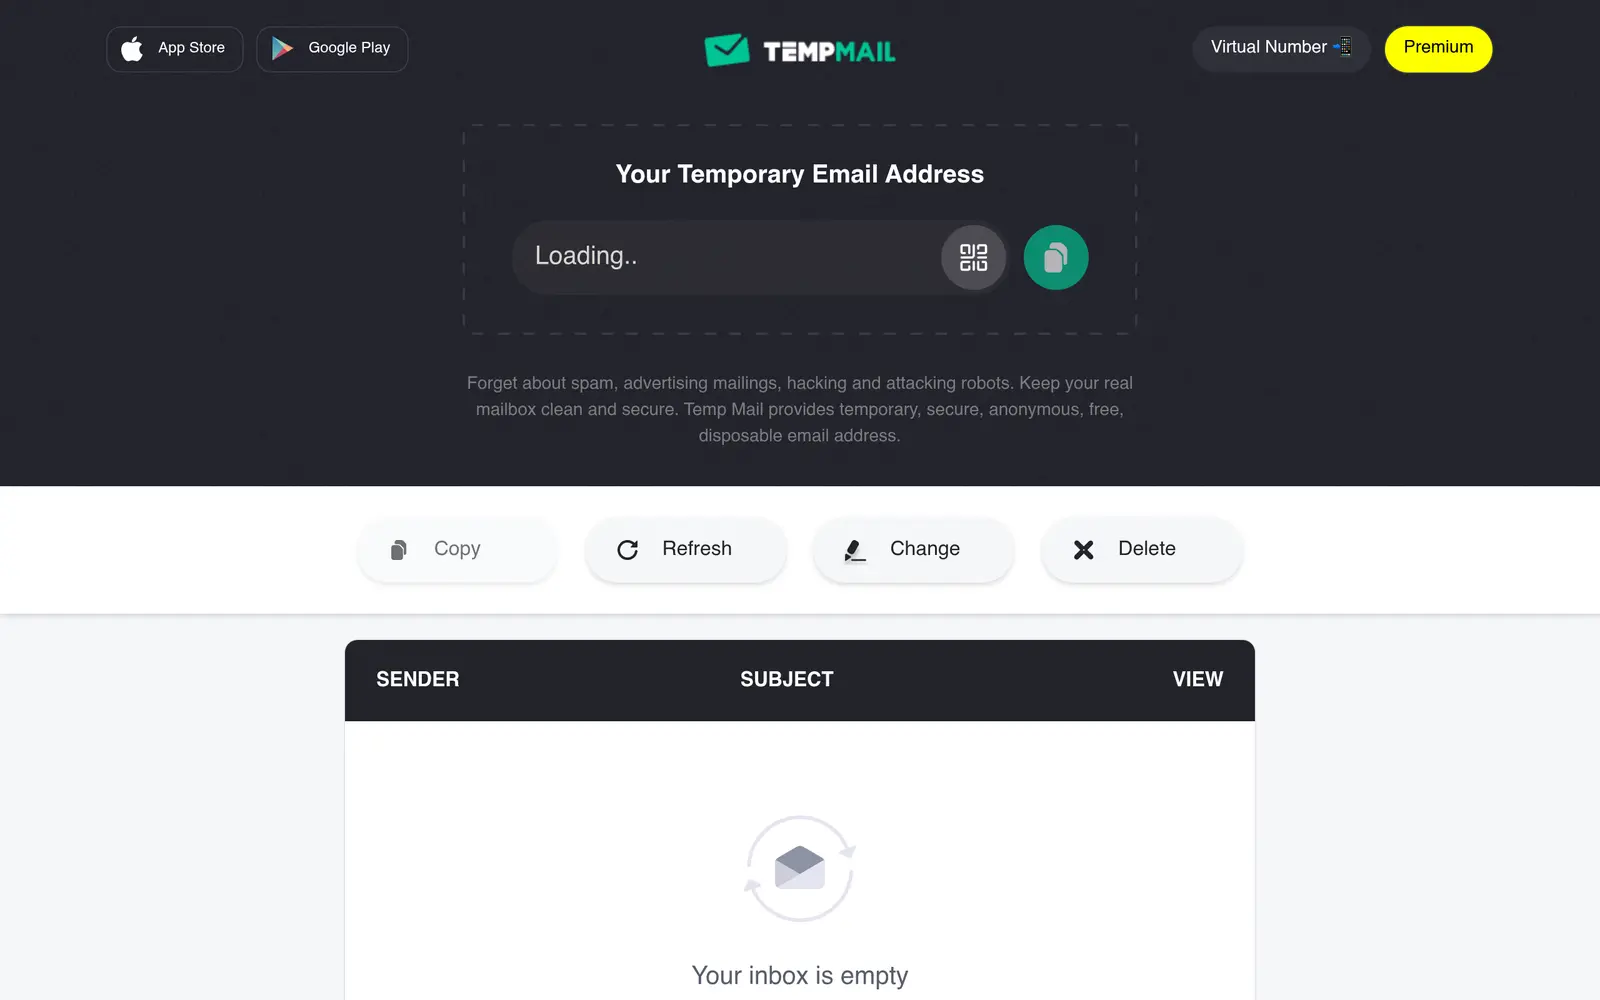 App Store
Google Play
TEMPMAIL
Virtual Number
Premium
Your Temporary Email Address
Loading..
Forget about spam, advertising mailings, hacking and attacking robots. Keep your real
mailbox clean and secure. Temp Mail provides temporary, secure, anonymous, free,
disposable email address.
Copy
Refresh
Change
Delete
SENDER
SUBJECT
VIEW
Your inbox is empty